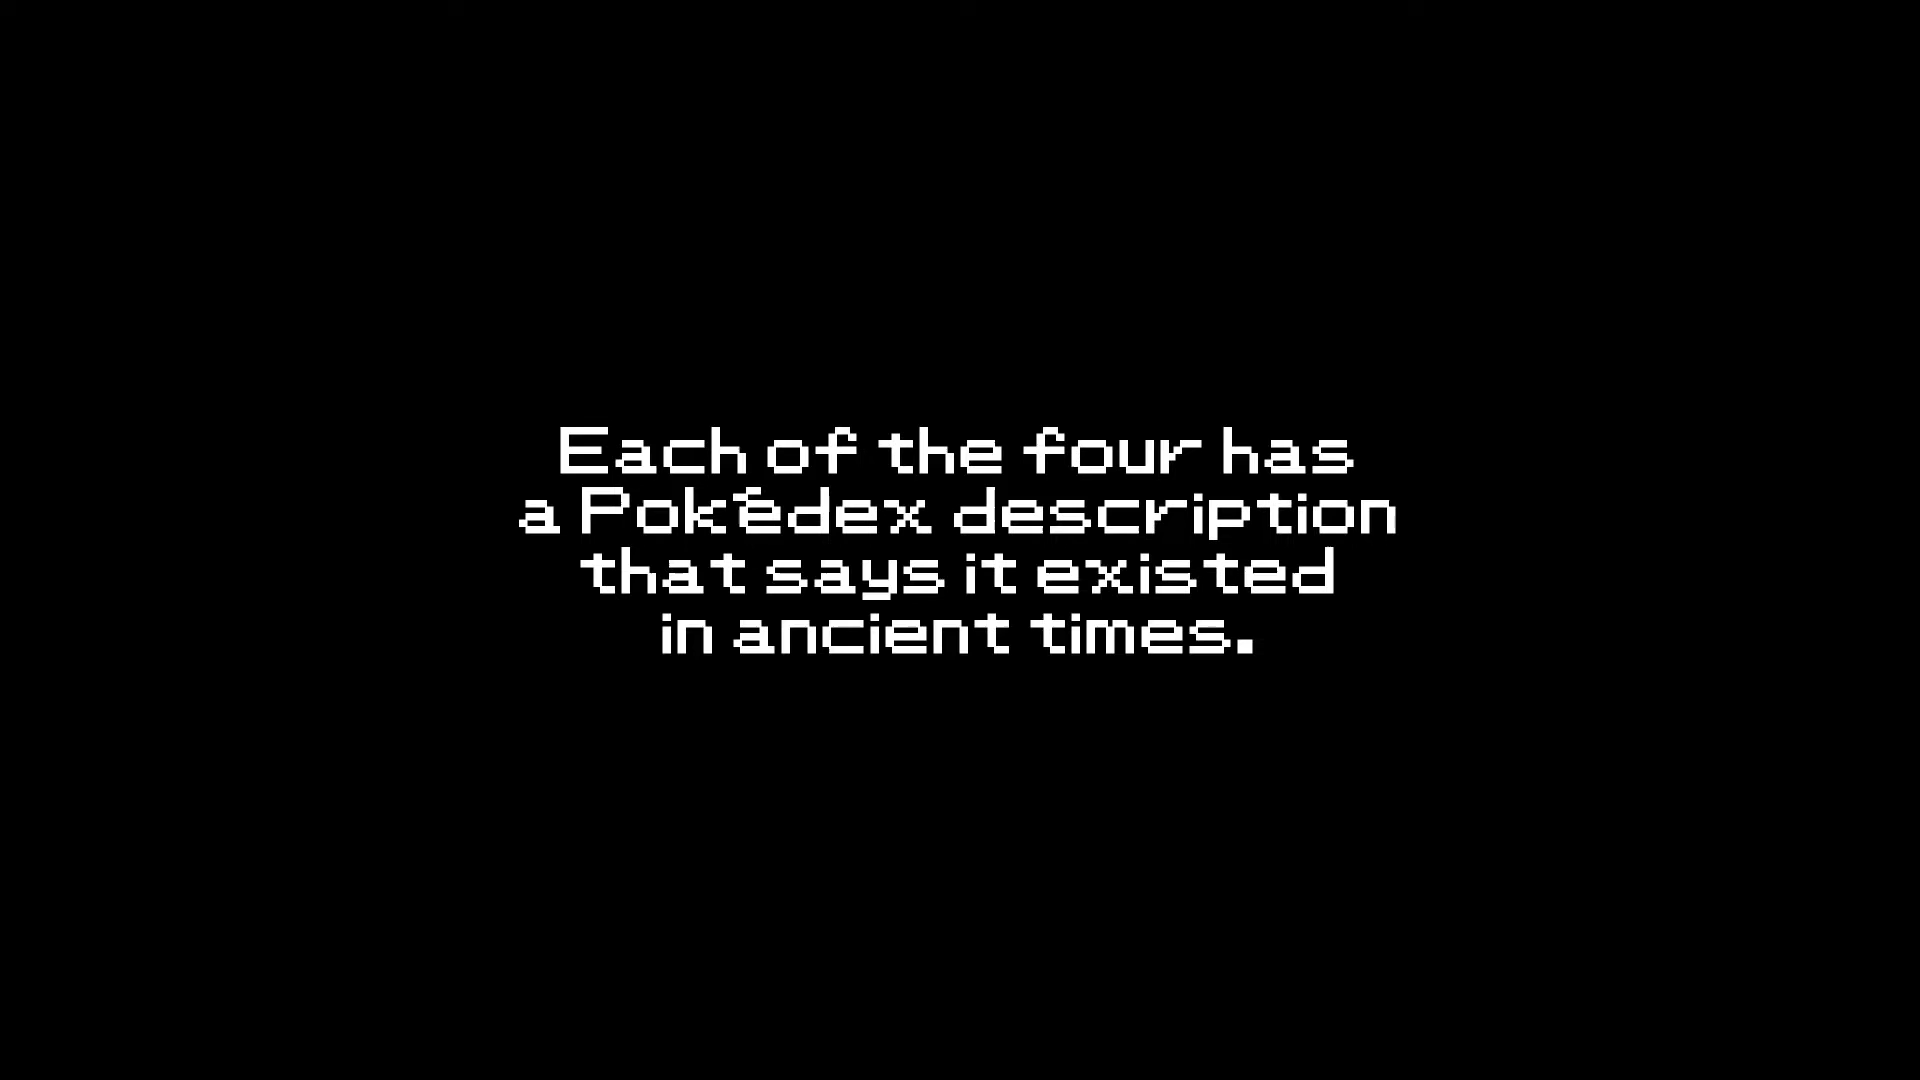 Each of the four has
a Pokédex description
that says it existed
in ancient times.